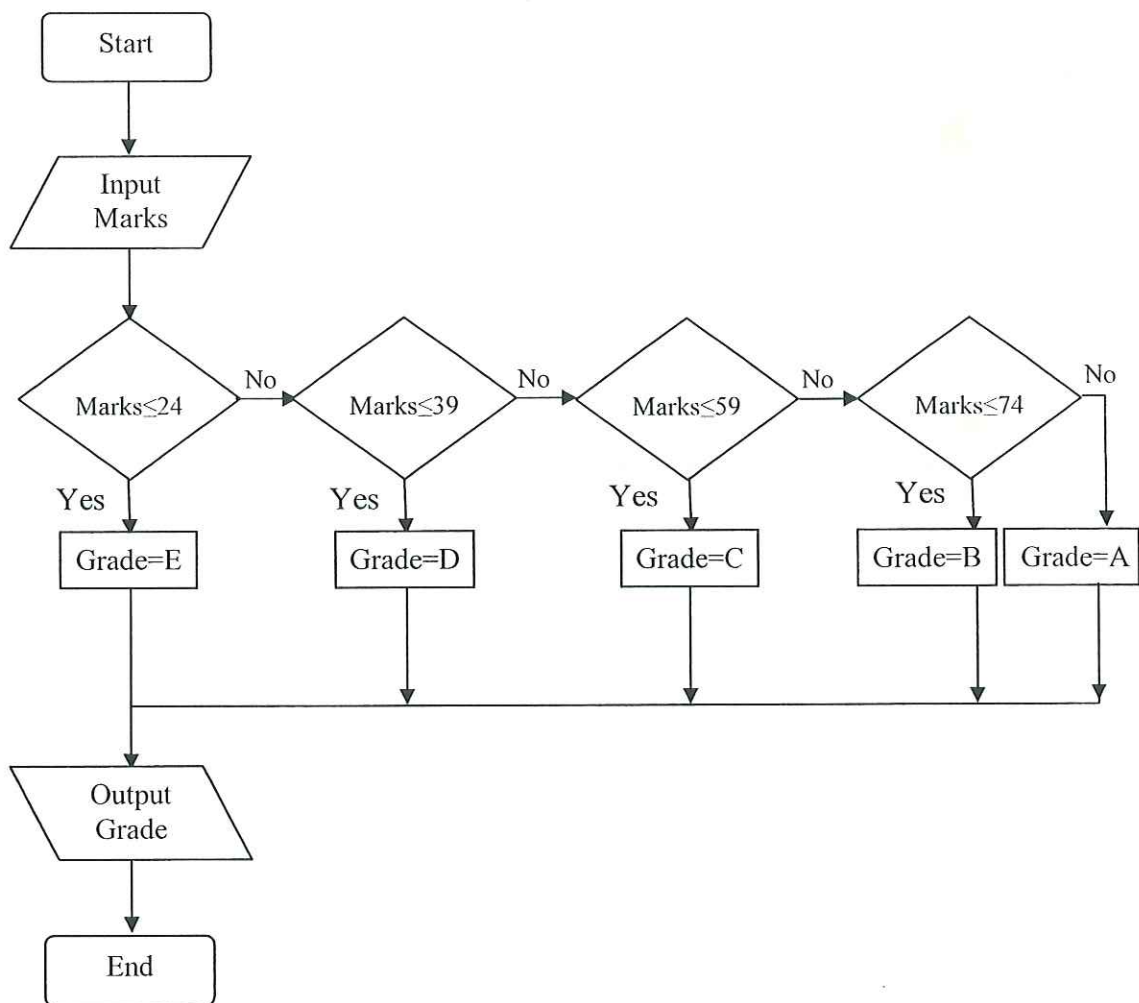 Start
Input
Marks
Marks≤24
No
Marks≤39
No
Marks≤59
No
Marks≤74
No
Yes
Yes
Yes
Yes
Grade=E
Grade=D
Grade=C
Grade=B
Grade=A
Output
Grade
End